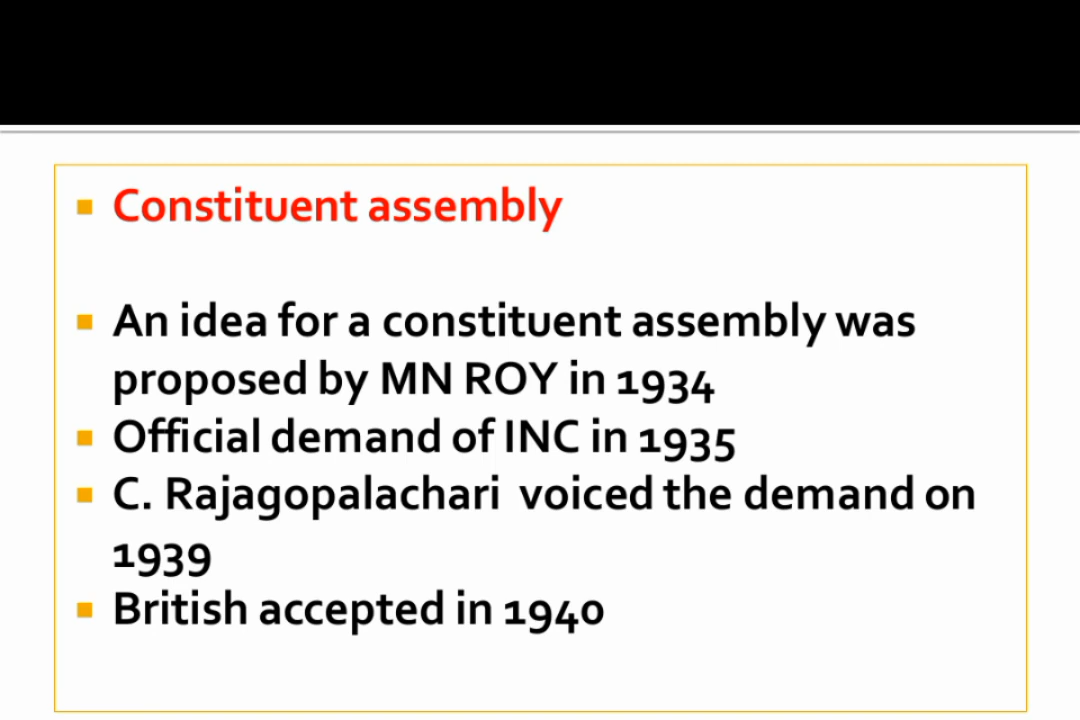 Constituent assembly
An idea for a constituent assembly was
proposed by MN ROY in 1934
Official demand of INC in 1935
C. Rajagopalachari voiced the demand on
1939
British accepted in 1940